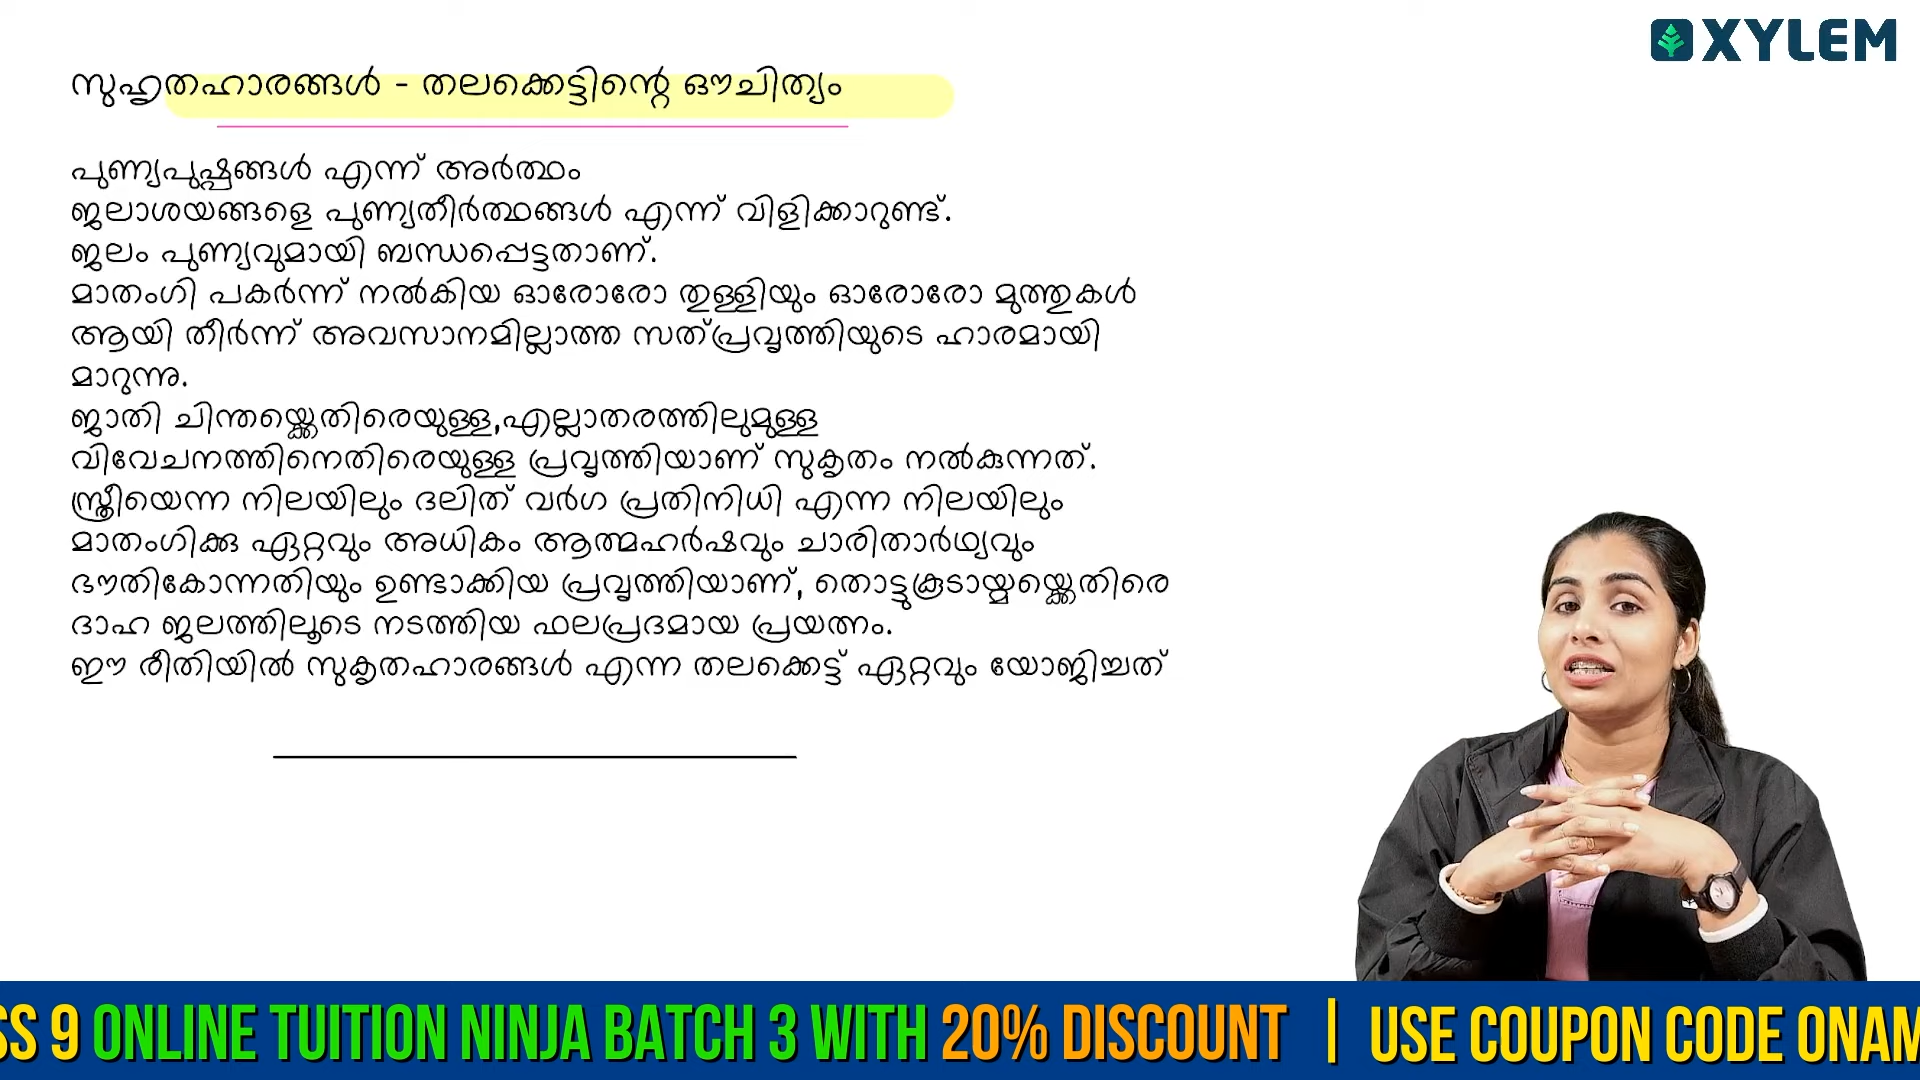 XYLEM
സുഹൃതഹാരങ്ങൾ - തലക്കെട്ടിന്റെ ഔചിത്യം
പുണ്യപുഷ്പങ്ങൾ എന്ന് അർത്ഥം
ജലാശയങ്ങളെ പുണ്യതീർത്ഥങ്ങൾ എന്ന് വിളിക്കാറുണ്ട്.
ജലം പുണ്യവുമായി ബന്ധപ്പെട്ടതാണ്.
മാതംഗി പകർന്ന് നൽകിയ ഓരോരോ തുള്ളിയും ഓരോരോ മുത്തുകൾ
ആയി തീർന്ന് അവസാനമില്ലാത്ത സത്പ്രവൃത്തിയുടെ ഹാരമായി
മാറുന്നു.
ജാതി ചിന്തയ്ക്കെതിരെയുള്ള,എല്ലാതരത്തിലുമുള്ള
വിവേചനത്തിനെതിരെയുള്ള പ്രവൃത്തിയാണ് സുകൃതം നൽകുന്നത്.
സ്ത്രീയെന്ന നിലയിലും ദലിത് വർഗ പ്രതിനിധി എന്ന നിലയിലും
മാതംഗിക്കു ഏറ്റവും അധികം ആത്മഹർഷവും ചാരിതാർഥ്യവും
ഭൗതികോന്നതിയും ഉണ്ടാക്കിയ പ്രവൃത്തിയാണ്, തൊട്ടുകൂടായ്മയ്ക്കെതിരെ
ദാഹ ജലത്തിലൂടെ നടത്തിയ ഫലപ്രദമായ പ്രയത്നം.
ഈ രീതിയിൽ സുകൃതഹാരങ്ങൾ എന്ന തലക്കെട്ട് ഏറ്റവും യോജിച്ചത്
SS 9 ONLINE TUITION NINJA BATCH 3 WITH 20% DISCOUNT | USE COUPON CODE ONAM